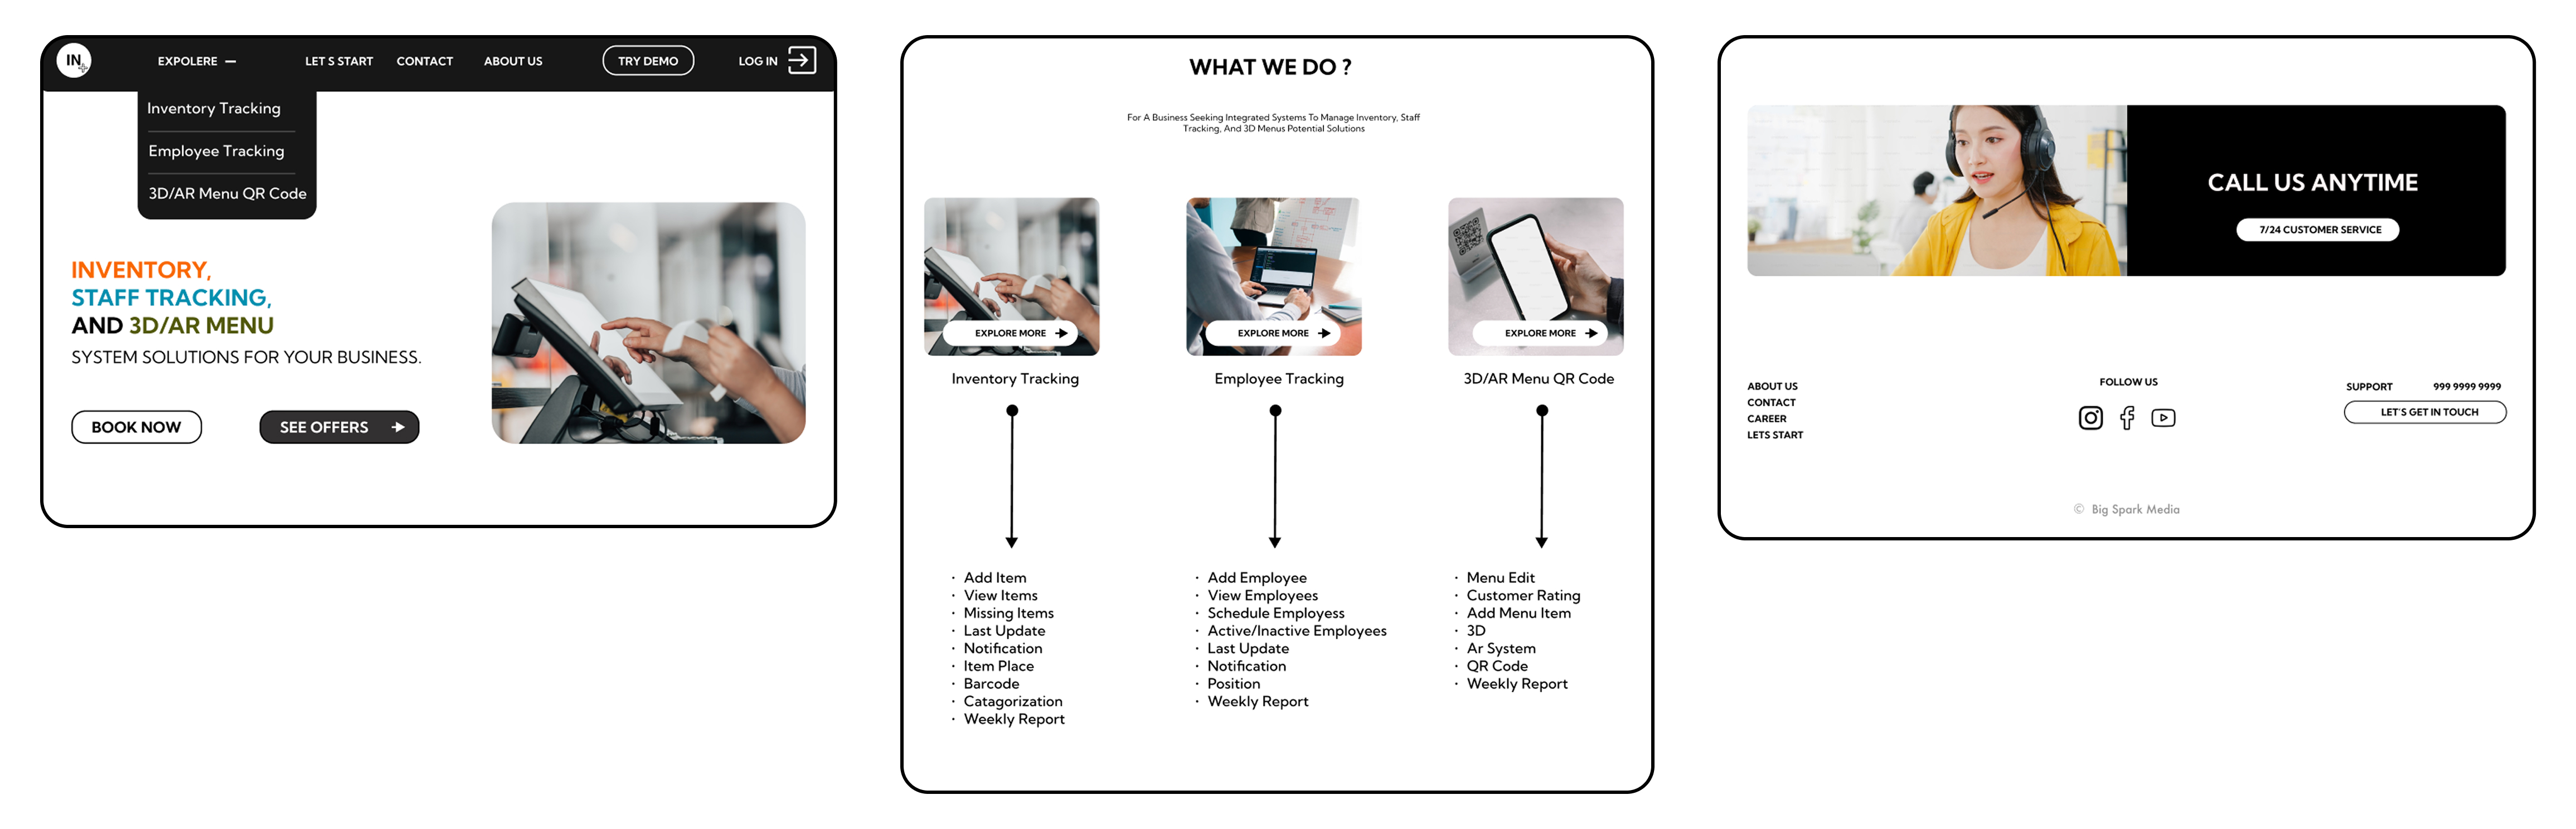 IN.
EXPOLERE
LET S START
CONTACT
ABOUT US
TRY DEMO
LOG IN
Inventory Tracking
Employee Tracking
3D/AR Menu QR Code
INVENTORY,
STAFF TRACKING,
AND 3D/AR MENU
SYSTEM SOLUTIONS FOR YOUR BUSINESS.
BOOK NOW
SEE OFFERS
WHAT WE DO ?
For A Business Seeking Integrated Systems To Manage Inventory, Staff
Tracking, And 3D Menus Potential Solutions
EXPLORE MORE
Inventory Tracking
· Add Item
· View Items
· Missing Items
· Last Update
· Notification
· Item Place
· Barcode
· Catagorization
· Weekly Report
EXPLORE MORE
Employee Tracking
· Add Employee
· View Employees
· Schedule Employess
· Active/Inactive Employees
· Last Update
· Notification
· Position
· Weekly Report
EXPLORE MORE
3D/AR Menu QR Code
· Menu Edit
· Customer Rating
· Add Menu Item
· 3D
· Ar System
· QR Code
· Weekly Report
CALL US ANYTIME
7/24 CUSTOMER SERVICE
ABOUT US
CONTACT
CAREER
LETS START
FOLLOW US
SUPPORT 999 9999 9999
LET'S GET IN TOUCH
© Big Spark Media